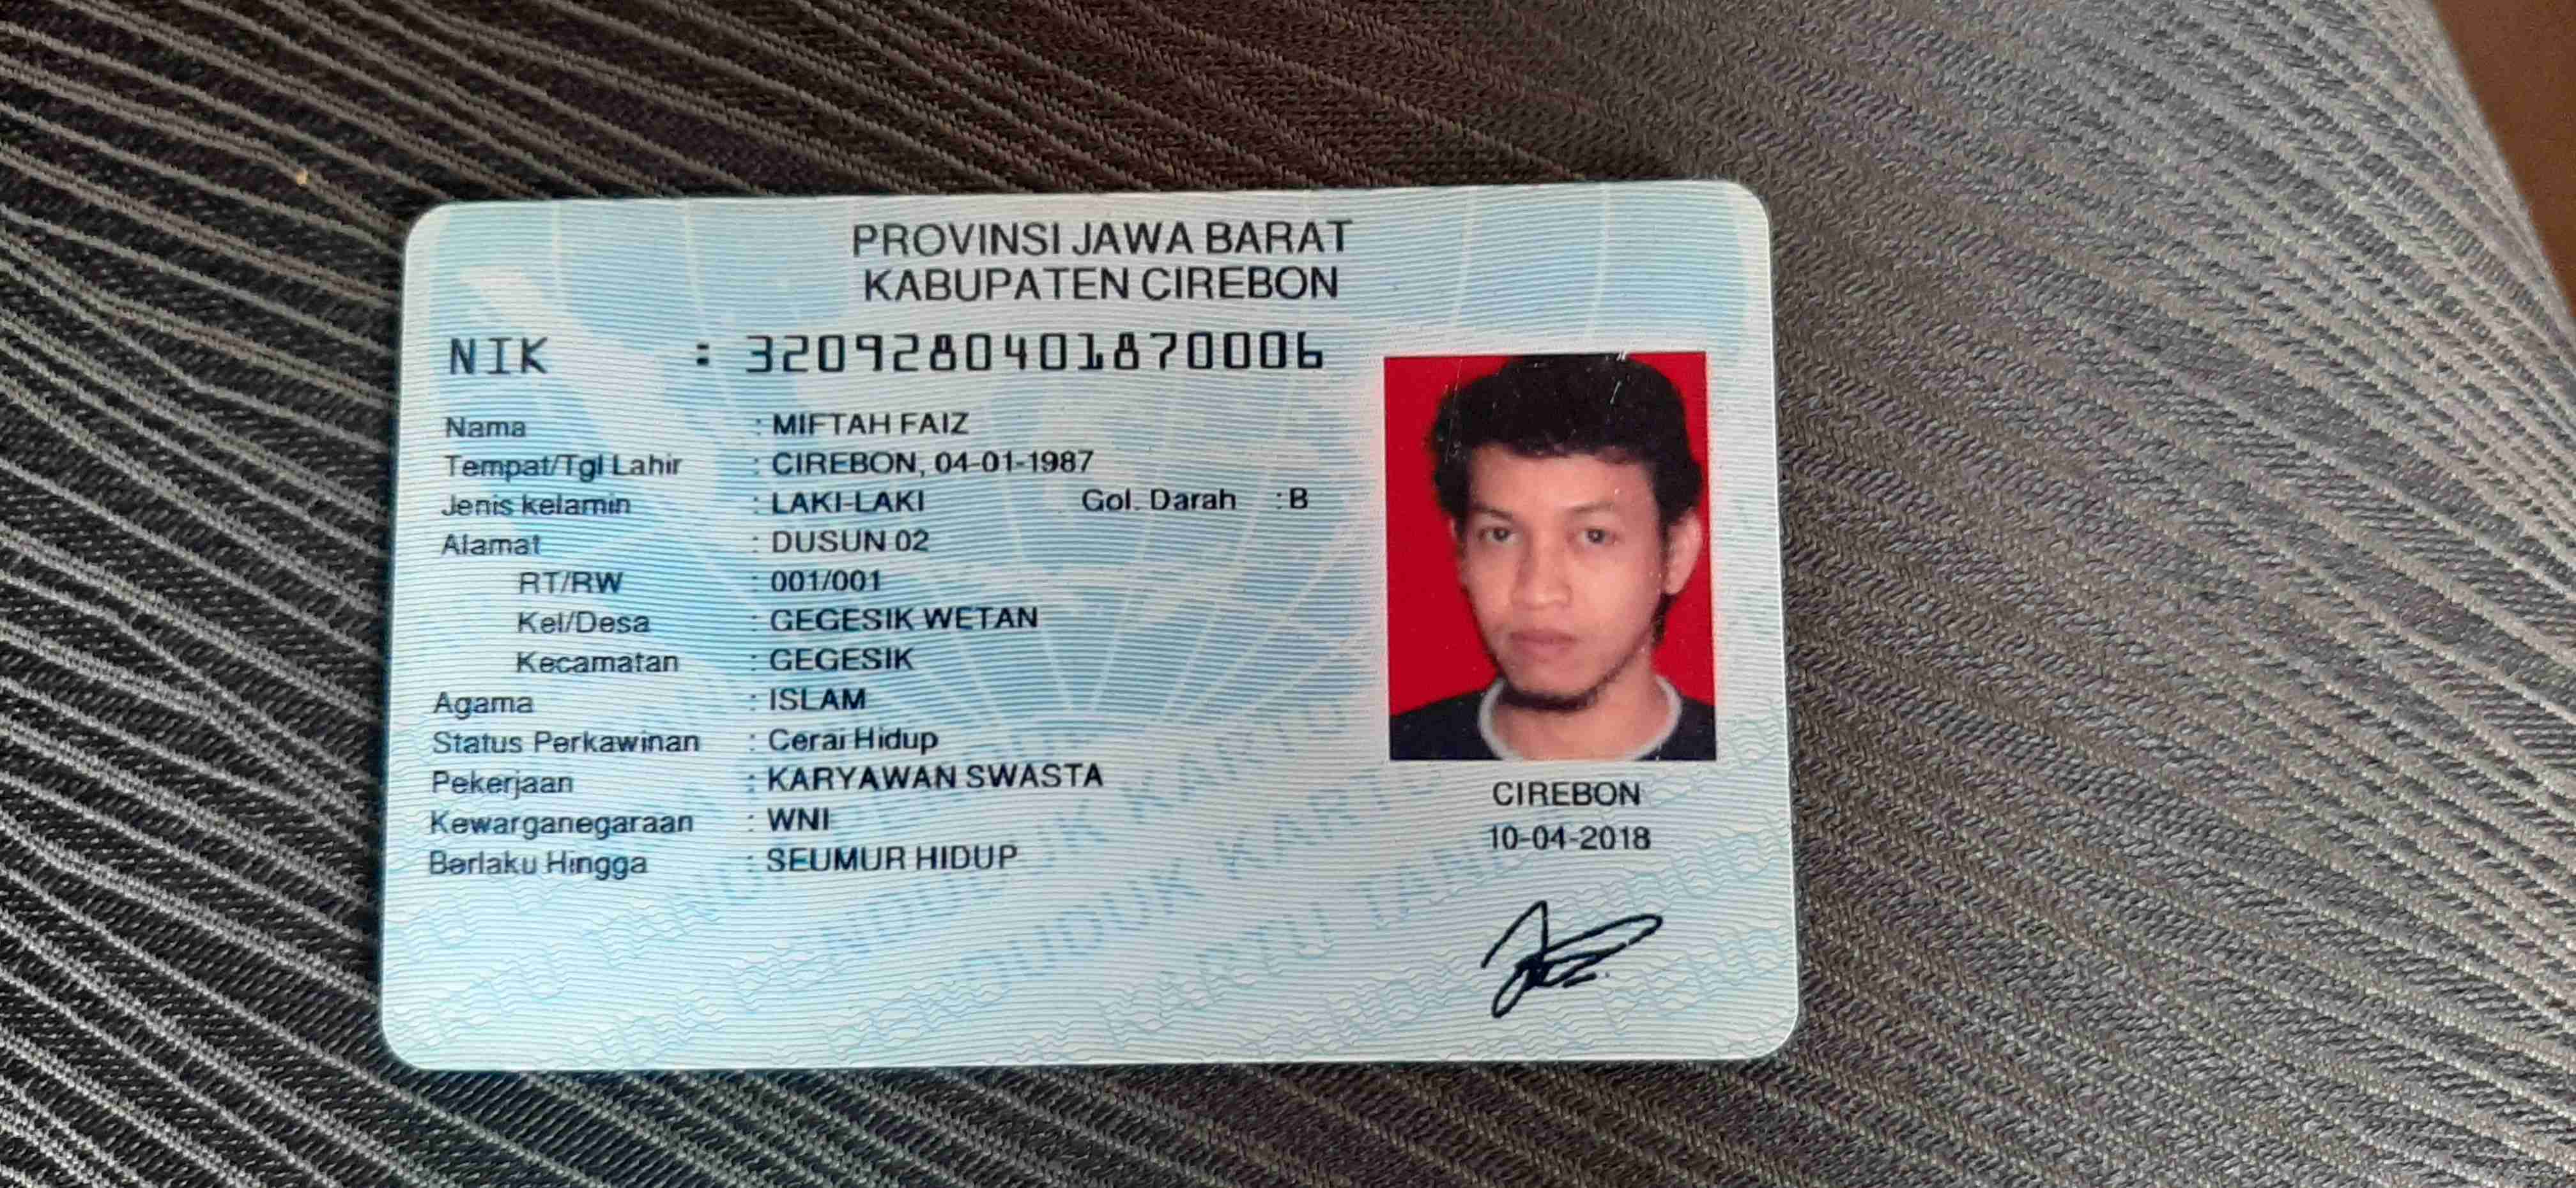 PROVINSI JAWA BARAT
KABUPATEN CIREBON
NIK : 3209280401870006
Nama : MIFTAH FAIZ
Tempat/Tgl Lahir : CIREBON, 04-01-1987
Jenis kelamin : LAKI-LAKI Gol. Darah : B
Alamat : DUSUN 02
RT/RW : 001/001
Kel/Desa : GEGESIK WETAN
Kecamatan : GEGESIK
Agama : ISLAM
Status Perkawinan : Cerai Hidup
Pekerjaan : KARYAWAN SWASTA
Kewarganegaraan : WNI
Berlaku Hingga : SEUMUR HIDUP
CIREBON
10-04-2018